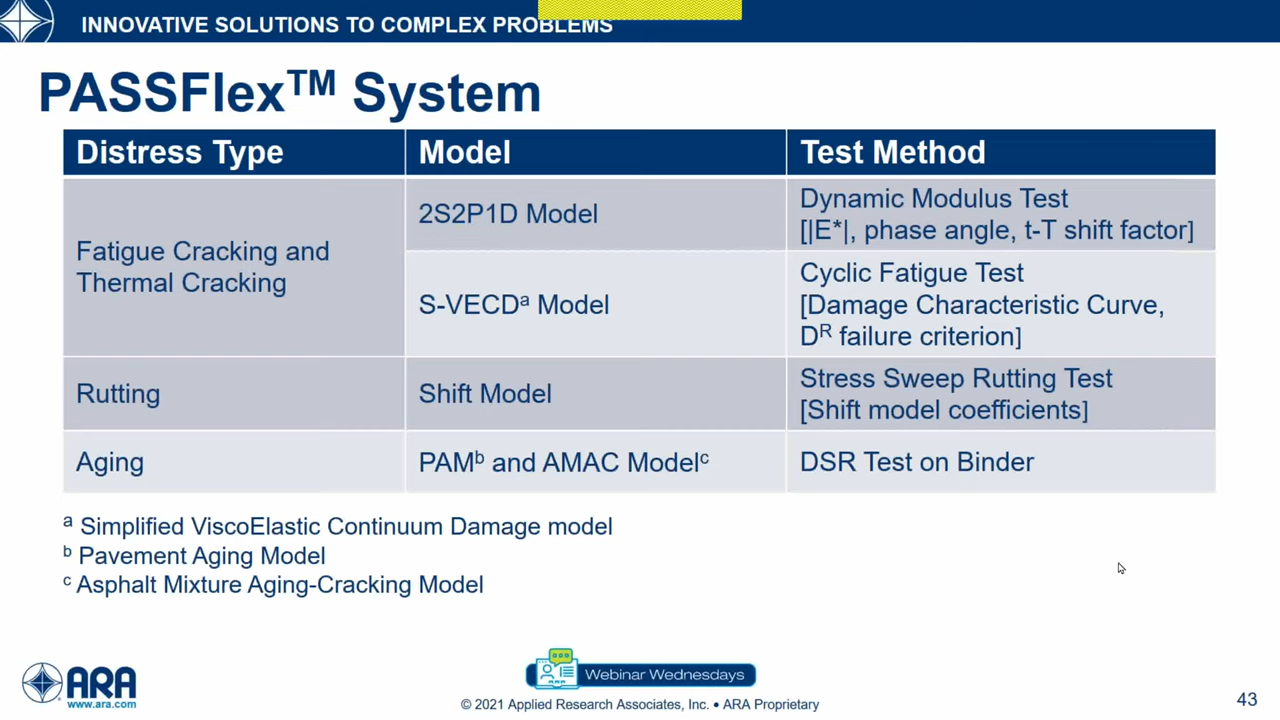 INNOVATIVE SOLUTIONS TO COMPLEX PROBLEMS
PASSFlex™ System
Distress Type
Model
Test Method
Fatigue Cracking and
Thermal Cracking
2S2P1D Model
Dynamic Modulus Test
[|E*|, phase angle, t-T shift factor]
S-VECDᵃ Model
Cyclic Fatigue Test
[Damage Characteristic Curve,
Dᴿ failure criterion]
Rutting
Shift Model
Stress Sweep Rutting Test
[Shift model coefficients]
Aging
PAMᵇ and AMAC Modelᶜ
DSR Test on Binder
ᵃ Simplified ViscoElastic Continuum Damage model
ᵇ Pavement Aging Model
ᶜ Asphalt Mixture Aging-Cracking Model
ARA
www.ara.com
Webinar Wednesdays
© 2021 Applied Research Associates, Inc. • ARA Proprietary
43